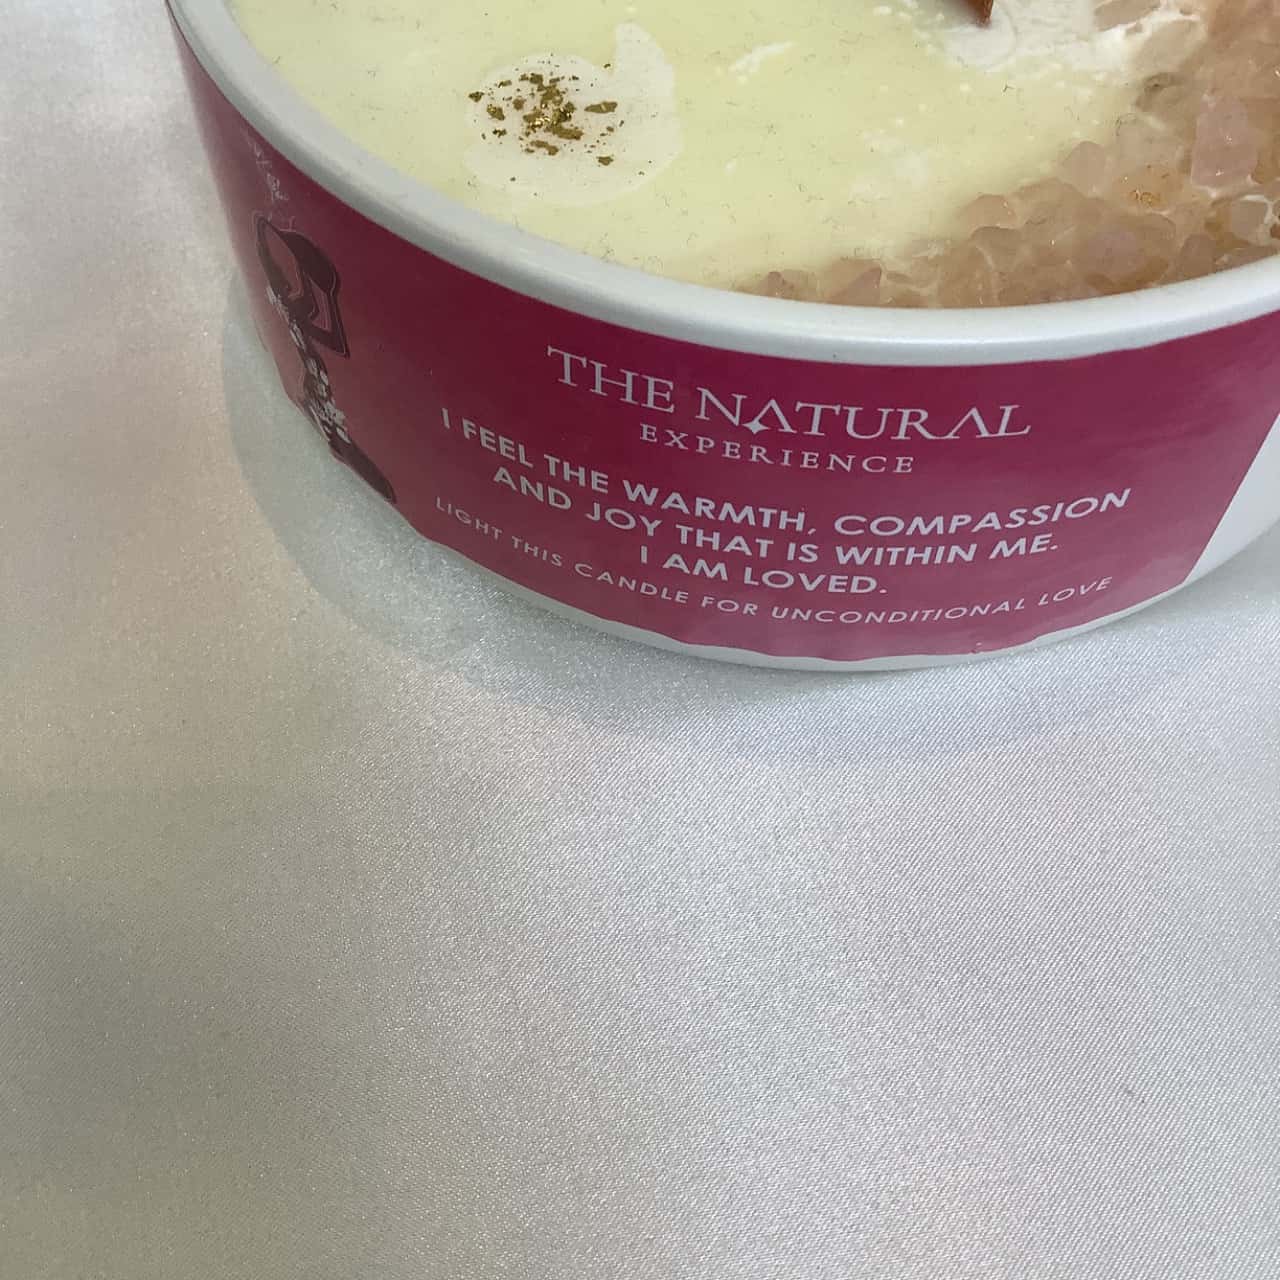 THE NATURAL
EXPERIENCE
I FEEL THE WARMTH, COMPASSION
AND JOY THAT IS WITHIN ME.
I AM LOVED.
LIGHT THIS CANDLE FOR UNCONDITIONAL LOVE